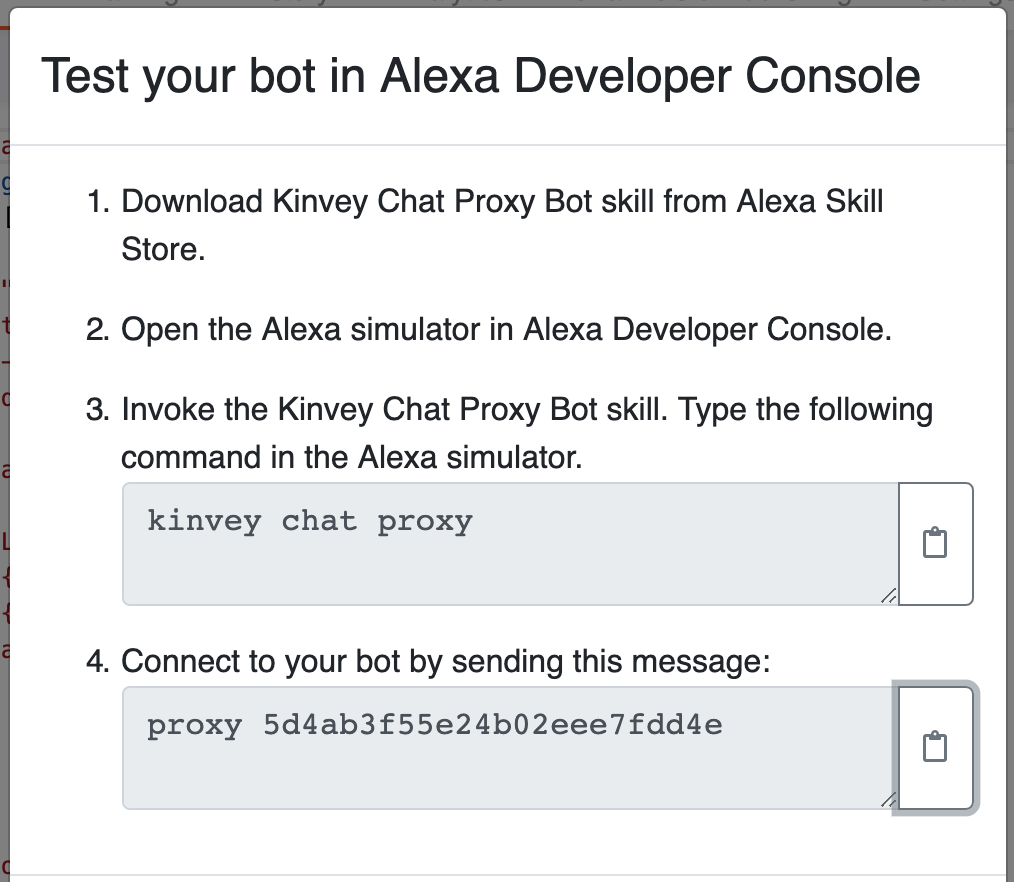 Test your bot in Alexa Developer Console
1. Download Kinvey Chat Proxy Bot skill from Alexa Skill
Store.
2. Open the Alexa simulator in Alexa Developer Console.
3. Invoke the Kinvey Chat Proxy Bot skill. Type the following
command in the Alexa simulator.
kinvey chat proxy
4. Connect to your bot by sending this message:
proxy 5d4ab3f55e24b02eee7fdd4e